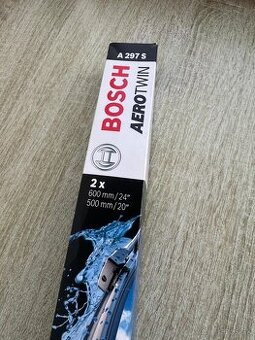 A 297 S
BOSCH
AEROTWIN
2 x
600 mm / 24"
500 mm / 20"